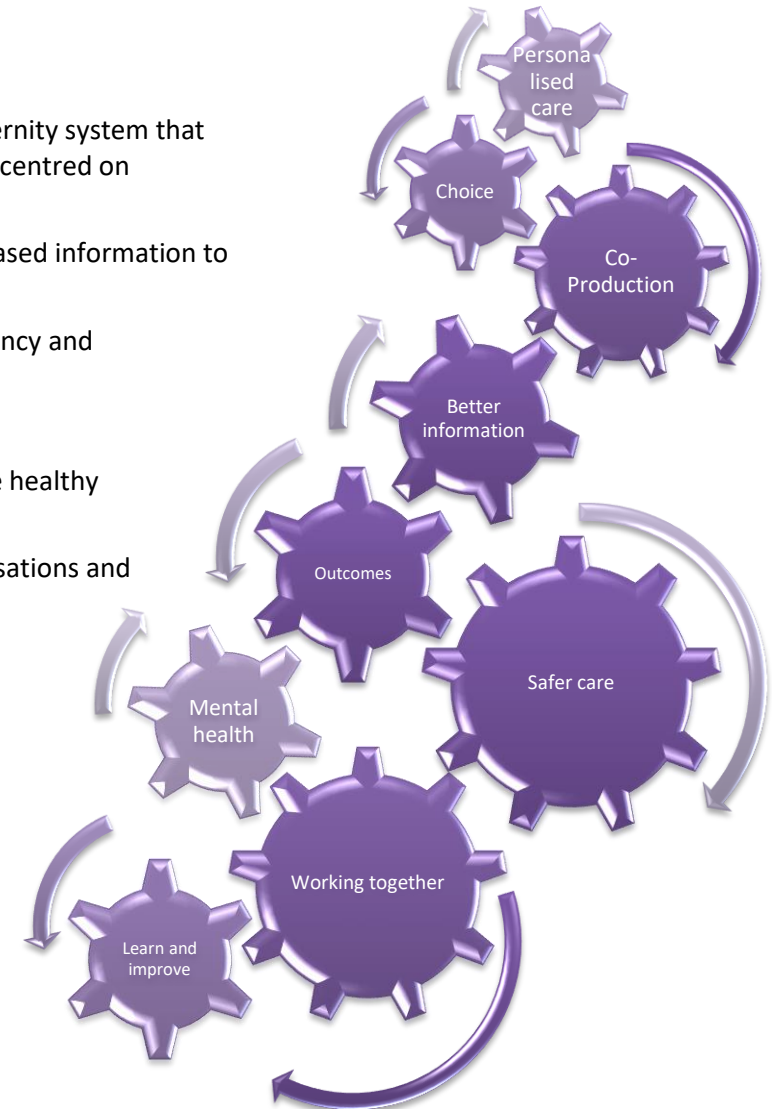 ernity system that
centred on
ased information to
ncy and
e healthy
sations and
Persona
lised
care
Choice
Co-
Production
Better
information
Outcomes
Safer care
Mental
health
Working together
Learn and
improve